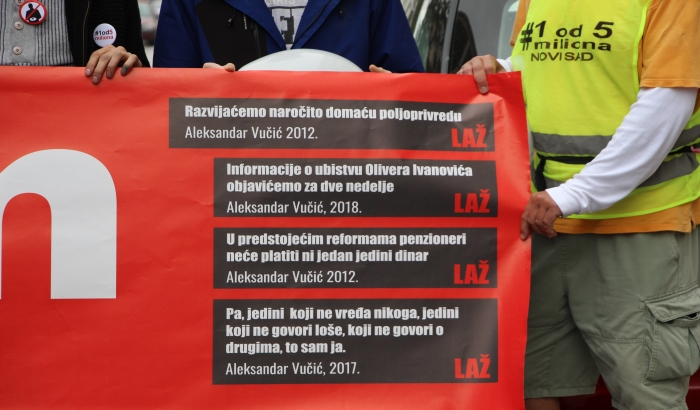 #1od5
miliona
#1 od 5
miliona
NOVI SAD
Razvijaćemo naročito domaću poljoprivredu
Aleksandar Vučić 2012.
LAŽ
Informacije o ubistvu Olivera Ivanovića
objavićemo za dve nedelje
Aleksandar Vučić, 2018.
LAŽ
U predstojećim reformama penzioneri
neće platiti ni jedan jedini dinar
Aleksandar Vučić 2012.
LAŽ
Pa, jedini koji ne vređa nikoga, jedini
koji ne govori loše, koji ne govori o
drugima, to sam ja.
Aleksandar Vučić, 2017.
LAŽ